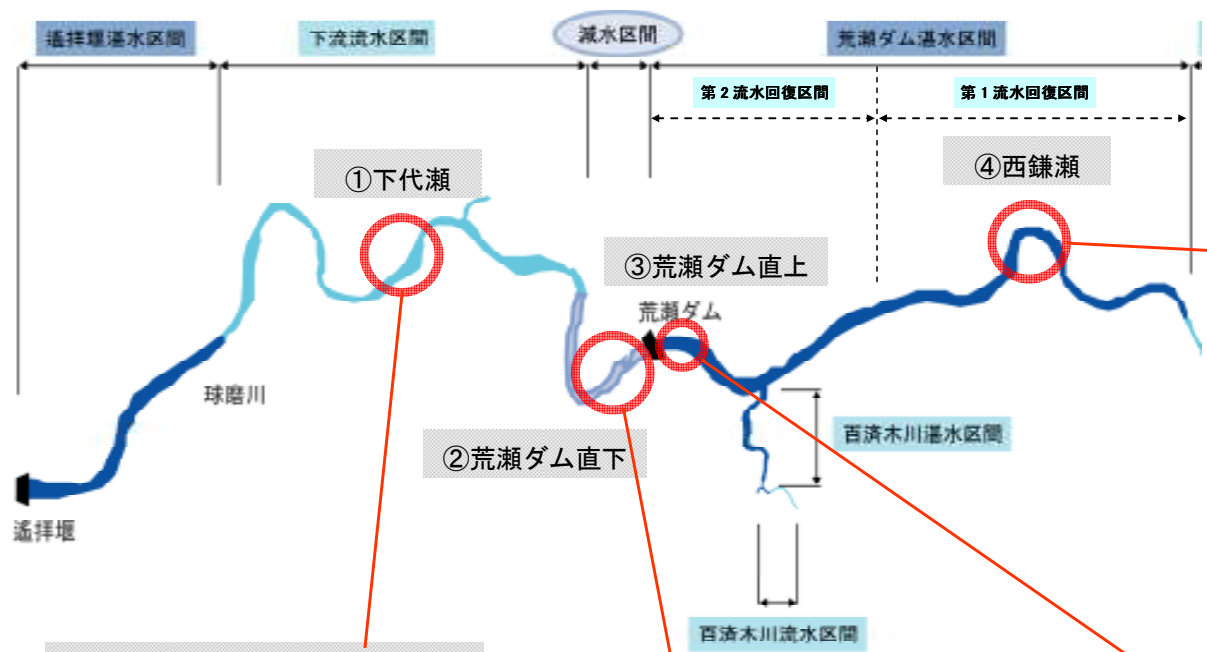 遙拝堰湛水区間
下流流水区間
減水区間
荒瀬ダム湛水区間
第2流水回復区間
第1流水回復区間
①下代瀬
④西鎌瀬
③荒瀬ダム直上
荒瀬ダム
球磨川
②荒瀬ダム直下
百済木川湛水区間
遙拝堰
百済木川流水区間